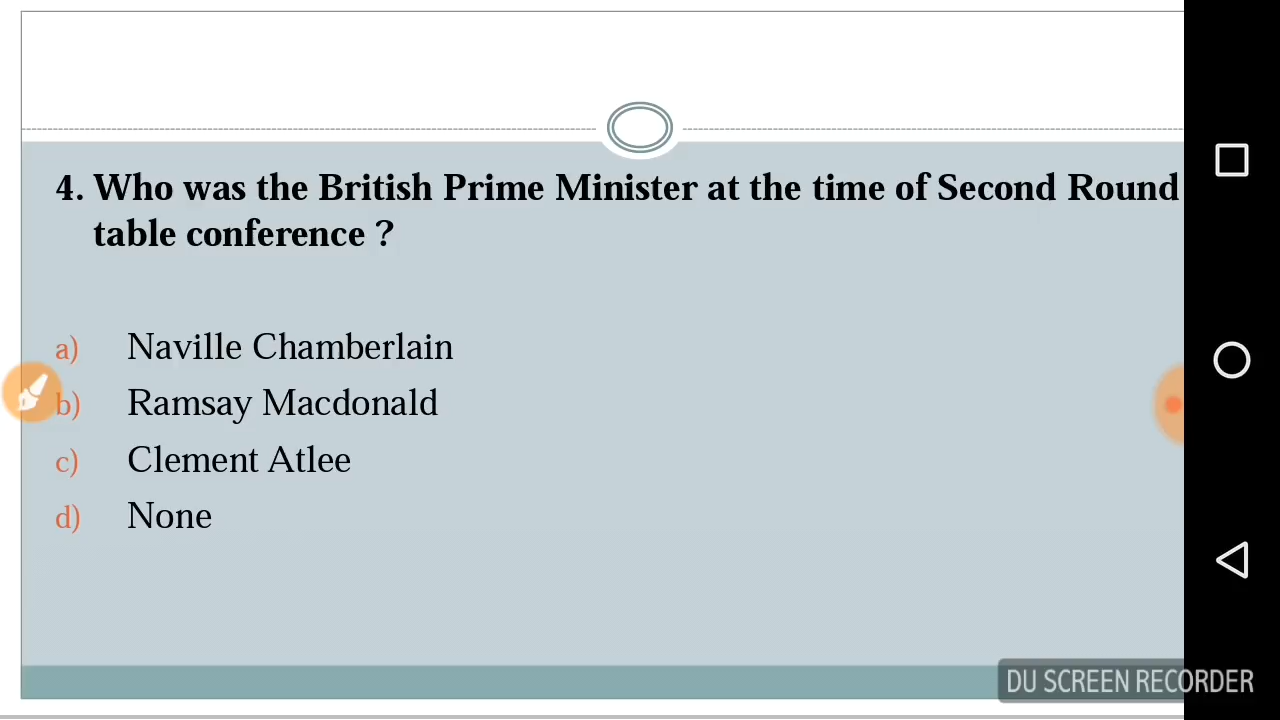 4. Who was the British Prime Minister at the time of Second Round
table conference ?
a) Naville Chamberlain
b) Ramsay Macdonald
c) Clement Atlee
d) None
DU SCREEN RECORDER